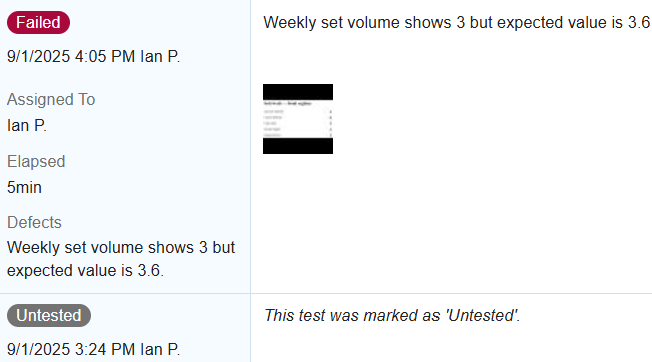 Failed
9/1/2025 4:05 PM Ian P.
Assigned To
Ian P.
Elapsed
5min
Defects
Weekly set volume shows 3 but
expected value is 3.6.
Weekly set volume shows 3 but expected value is 3.6
Untested
9/1/2025 3:24 PM Ian P.
This test was marked as 'Untested'.